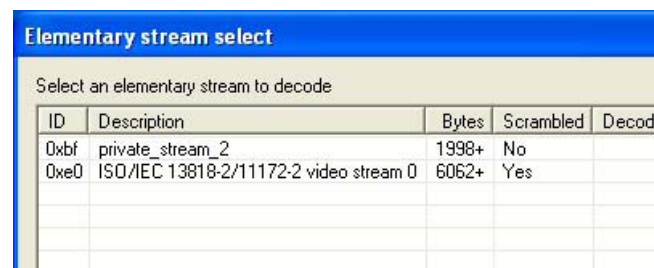 Elementary stream select
Select an elementary stream to decode
ID Description Bytes Scrambled Decod
0xbf private_stream_2 1998+ No
0xe0 ISO/IEC 13818-2/11172-2 video stream 0 6062+ Yes